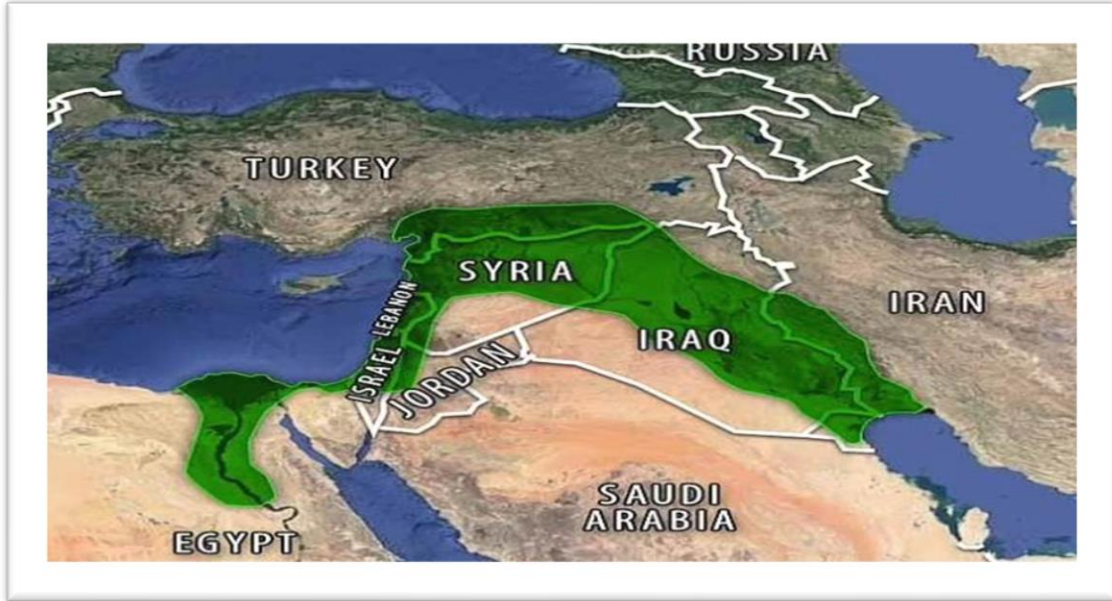 RUSSIA
TURKEY
SYRIA
IRAN
LEBANON
IRAQ
ISRAEL
JORDAN
SAUDI
ARABIA
EGYPT